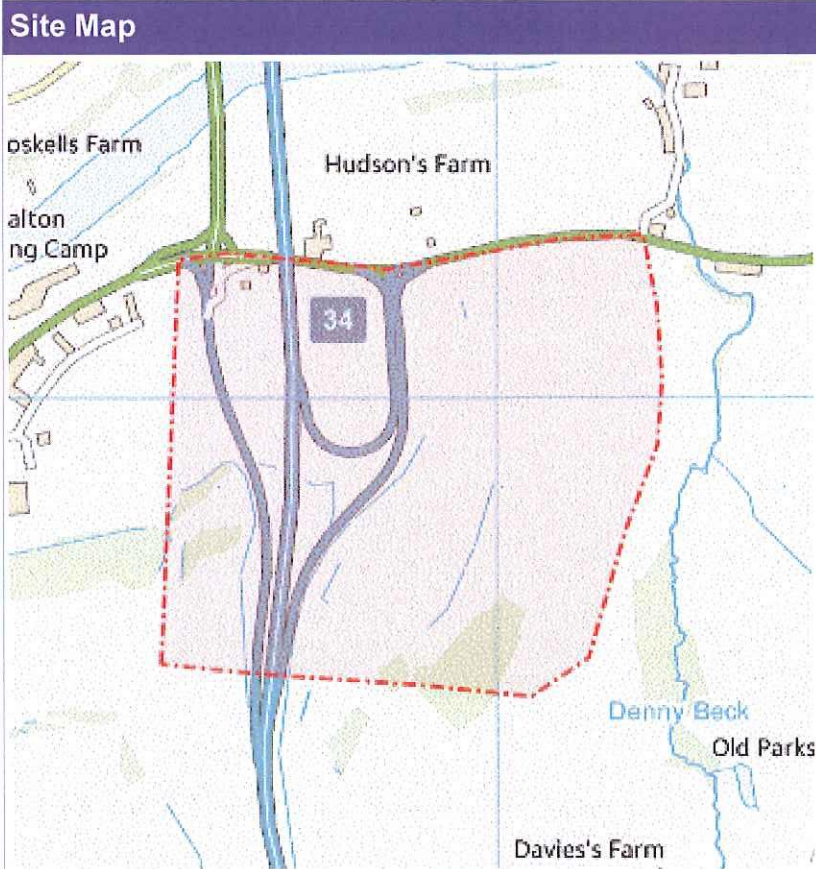 Site Map
oskells Farm
Hudson's Farm
alton
ng Camp
34
Denny Beck
Old Parks
Davies's Farm